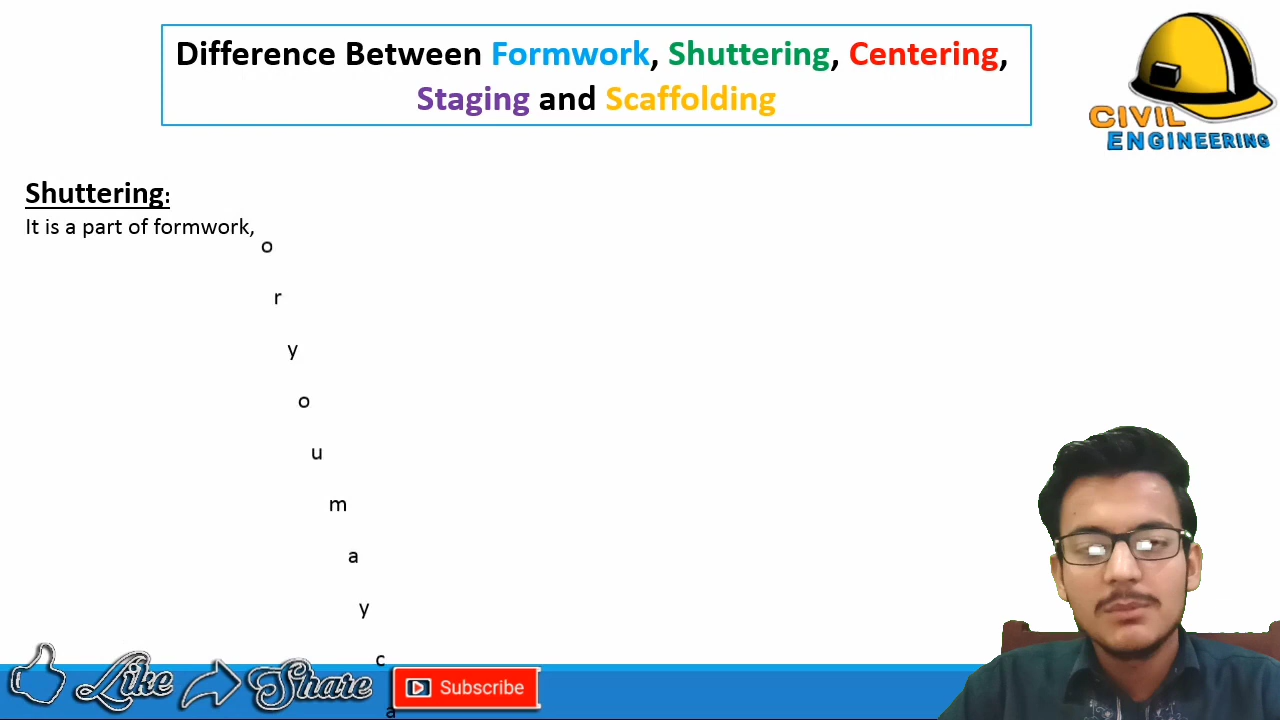 Difference Between Formwork, Shuttering, Centering,
Staging and Scaffolding
CIVIL
ENGINEERING
Shuttering:
It is a part of formwork,
o
r
y
o
u
m
a
y
c
a
Like Share Subscribe